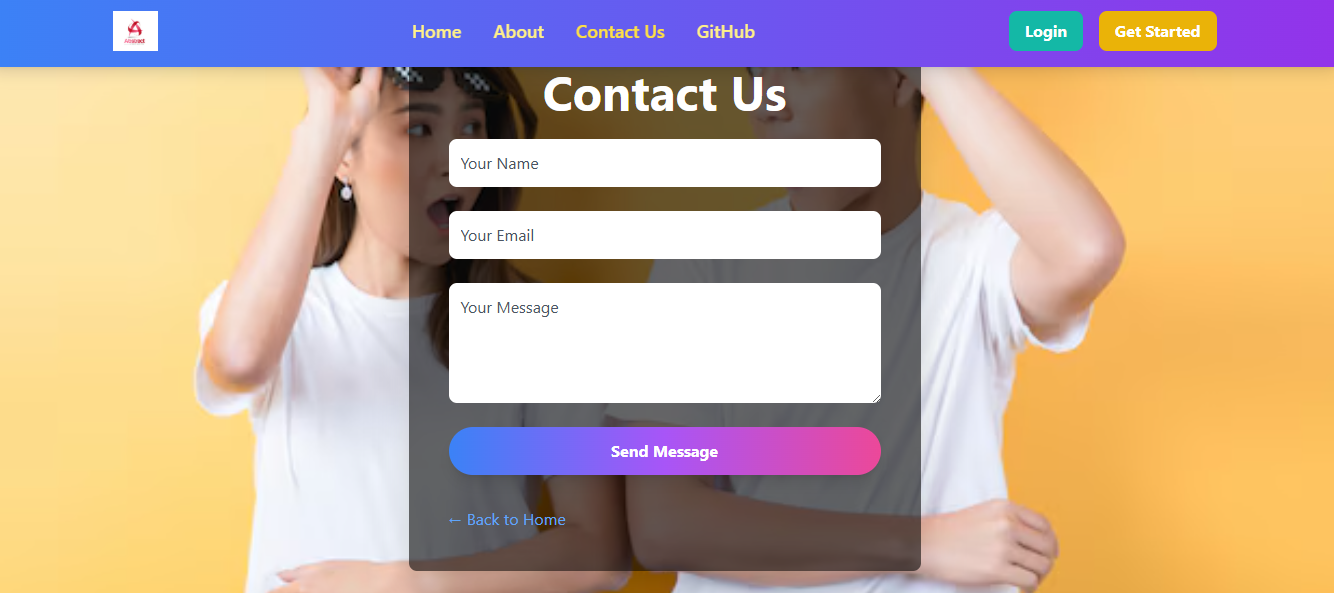 Abstract
Home About Contact Us GitHub Login Get Started
Contact Us
Your Name
Your Email
Your Message
Send Message
← Back to Home